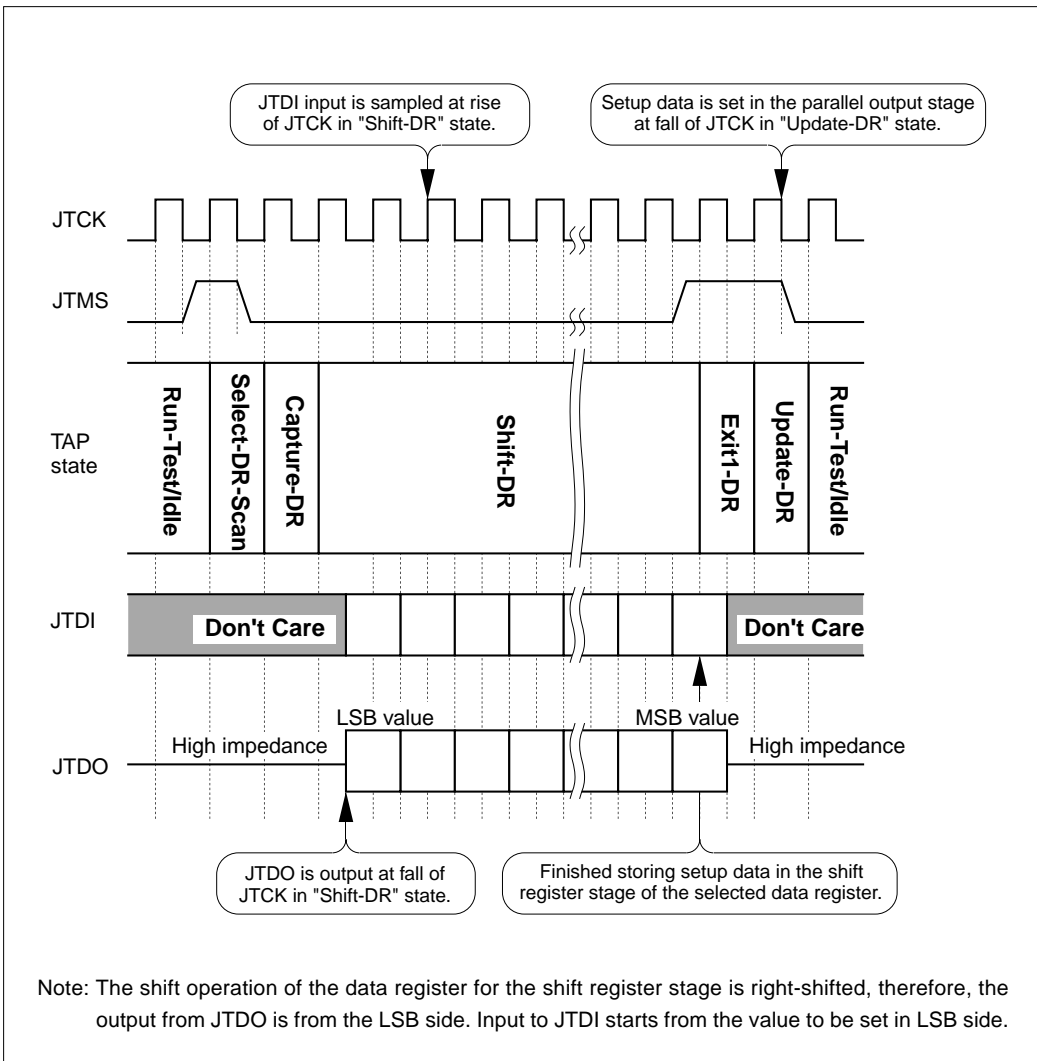 JTDI input is sampled at rise
of JTCK in "Shift-DR" state.
Setup data is set in the parallel output stage
at fall of JTCK in "Update-DR" state.
JTCK
JTMS
TAP
state
Run-Test/Idle
Select-DR-Scan
Capture-DR
Shift-DR
Exit1-DR
Update-DR
Run-Test/Idle
JTDI
Don't Care
Don't Care
LSB value
MSB value
High impedance
High impedance
JTDO
JTDO is output at fall of
JTCK in "Shift-DR" state.
Finished storing setup data in the shift
register stage of the selected data register.
Note: The shift operation of the data register for the shift register stage is right-shifted, therefore, the
output from JTDO is from the LSB side. Input to JTDI starts from the value to be set in LSB side.